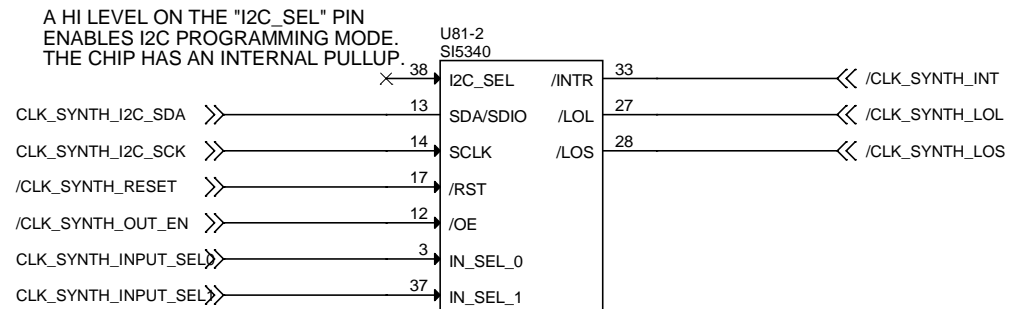 A HI LEVEL ON THE "I2C_SEL" PIN
ENABLES I2C PROGRAMMING MODE.
THE CHIP HAS AN INTERNAL PULLUP.
U81-2
SI5340
38 I2C_SEL /INTR 33 /CLK_SYNTH_INT
CLK_SYNTH_I2C_SDA 13 SDA/SDIO /LOL 27 /CLK_SYNTH_LOL
CLK_SYNTH_I2C_SCK 14 SCLK /LOS 28 /CLK_SYNTH_LOS
/CLK_SYNTH_RESET 17 /RST
/CLK_SYNTH_OUT_EN 12 /OE
CLK_SYNTH_INPUT_SEL0 3 IN_SEL_0
CLK_SYNTH_INPUT_SEL1 37 IN_SEL_1